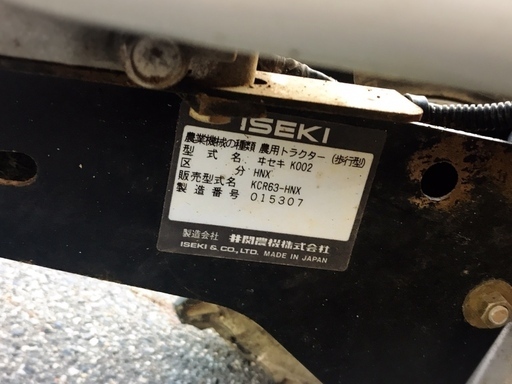 ISEKI
農業機械の種類 農用トラクター (歩行型)
型式名 ヰセキ K002
区分 HNX
販売型式名 KCR63-HNX
製造番号 015307
製造会社 井関農機株式会社
ISEKI & CO., LTD. MADE IN JAPAN